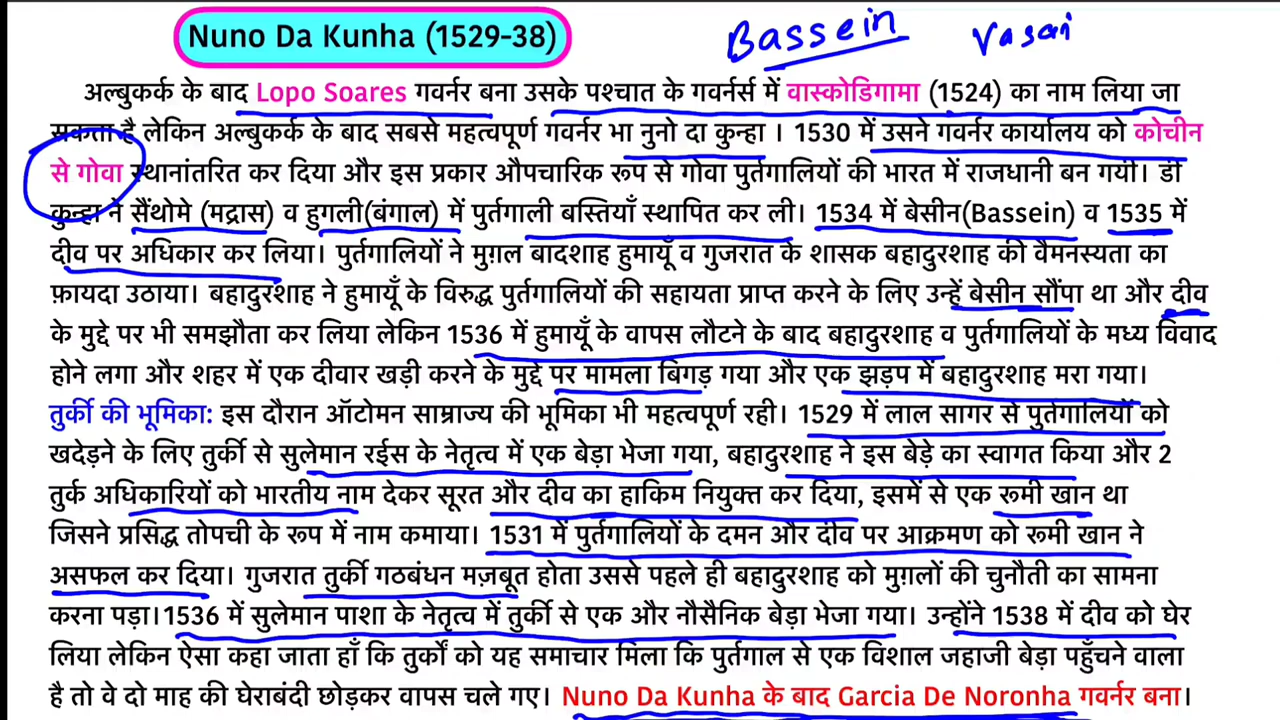 Nuno Da Kunha (1529-38)
Bassein Vasai
अल्बुकर्क के बाद Lopo Soares गवर्नर बना उसके पश्चात के गवर्नर्स में वास्कोडिगामा (1524) का नाम लिया जा
सकता है लेकिन अल्बुकर्क के बाद सबसे महत्वपूर्ण गवर्नर भा नुनो दा कुन्हा । 1530 में उसने गवर्नर कार्यालय को कोचीन
से गोवा स्थानांतरित कर दिया और इस प्रकार औपचारिक रूप से गोवा पुर्तगालियों की भारत में राजधानी बन गयी। डी
कुन्हा ने सैंथोमे (मद्रास) व हुगली(बंगाल) में पुर्तगाली बस्तियाँ स्थापित कर ली। 1534 में बेसीन(Bassein) व 1535 में
दीव पर अधिकार कर लिया। पुर्तगालियों ने मुग़ल बादशाह हुमायूँ व गुजरात के शासक बहादुरशाह की वैमनस्यता का
फ़ायदा उठाया। बहादुरशाह ने हुमायूँ के विरुद्ध पुर्तगालियों की सहायता प्राप्त करने के लिए उन्हें बेसीन सौंपा था और दीव
के मुद्दे पर भी समझौता कर लिया लेकिन 1536 में हुमायूँ के वापस लौटने के बाद बहादुरशाह व पुर्तगालियों के मध्य विवाद
होने लगा और शहर में एक दीवार खड़ी करने के मुद्दे पर मामला बिगड़ गया और एक झड़प में बहादुरशाह मारा गया।
तुर्की की भूमिका: इस दौरान ऑटोमन साम्राज्य की भूमिका भी महत्वपूर्ण रही। 1529 में लाल सागर से पुर्तगालियों को
खदेड़ने के लिए तुर्की से सुलेमान रईस के नेतृत्व में एक बेड़ा भेजा गया, बहादुरशाह ने इस बेड़े का स्वागत किया और 2
तुर्क अधिकारियों को भारतीय नाम देकर सूरत और दीव का हाकिम नियुक्त कर दिया, इसमें से एक रूमी खान था
जिसने प्रसिद्ध तोपची के रूप में नाम कमाया। 1531 में पुर्तगालियों के दमन और दीव पर आक्रमण को रूमी खान ने
असफल कर दिया। गुजरात तुर्की गठबंधन मज़बूत होता उससे पहले ही बहादुरशाह को मुग़लों की चुनौती का सामना
करना पड़ा।1536 में सुलेमान पाशा के नेतृत्व में तुर्की से एक और नौसैनिक बेड़ा भेजा गया। उन्होंने 1538 में दीव को घेर
लिया लेकिन ऐसा कहा जाता हाँ कि तुर्कों को यह समाचार मिला कि पुर्तगाल से एक विशाल जहाजी बेड़ा पहुँचने वाला
है तो वे दो माह की घेराबंदी छोड़कर वापस चले गए। Nuno Da Kunha के बाद Garcia De Noronha गवर्नर बना।